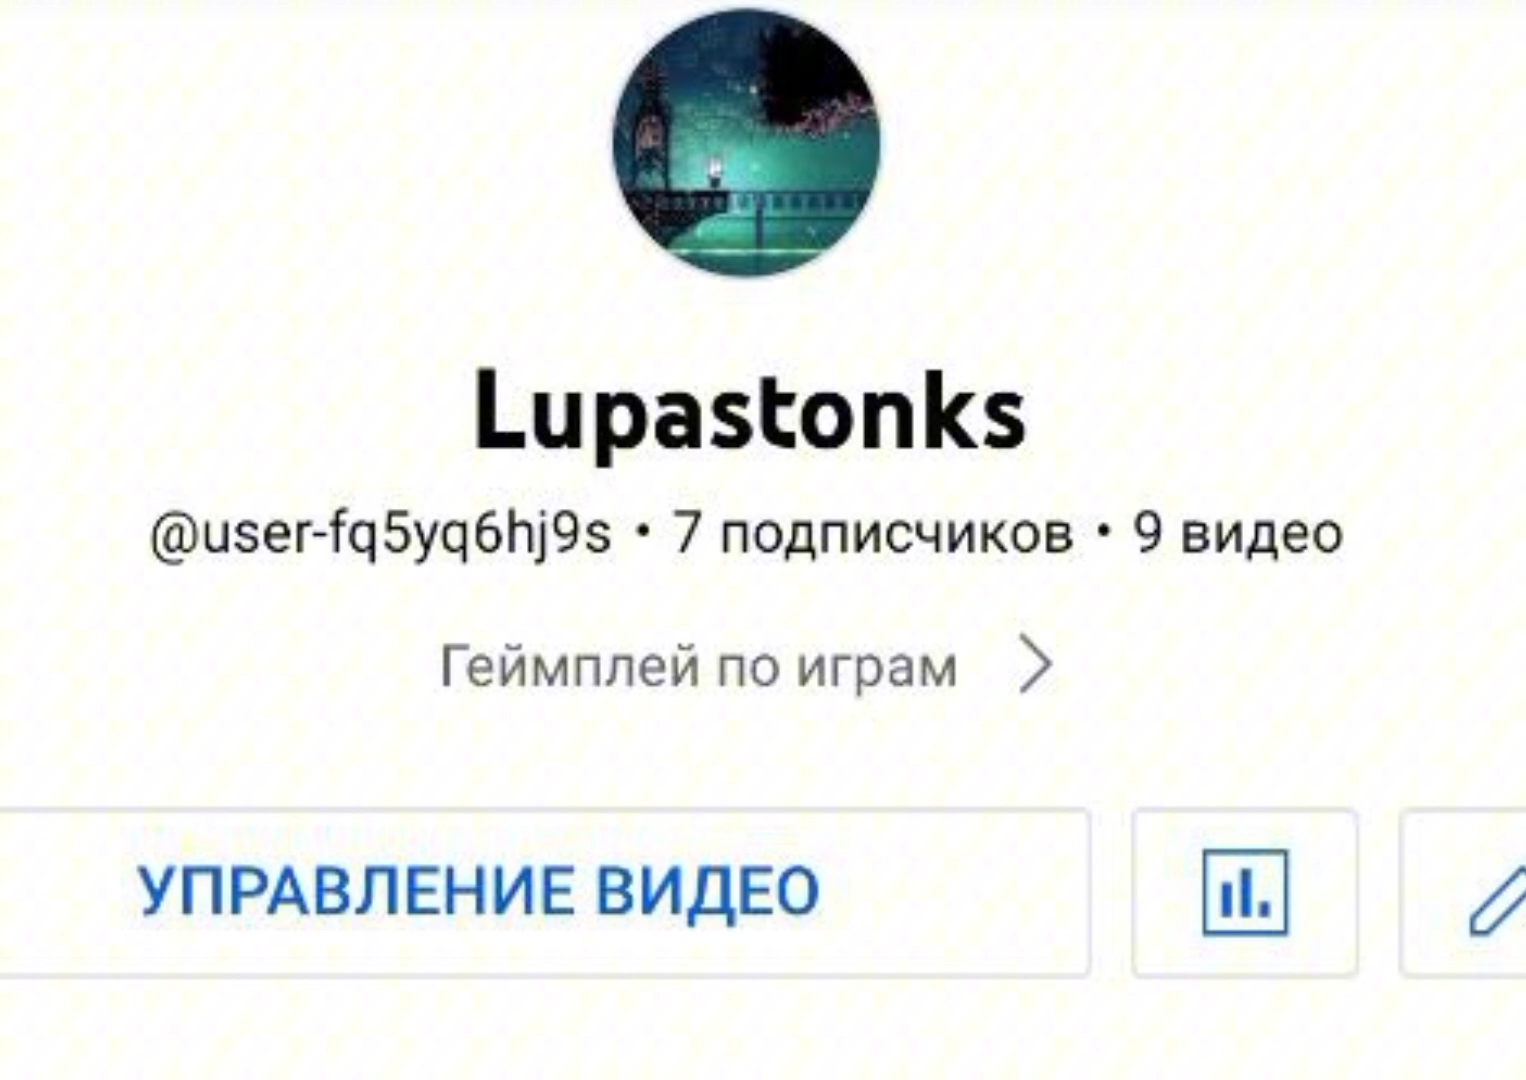 Lupastonks
@user-fq5yq6hj9s • 7 подписчиков • 9 видео
Геймплей по играм
УПРАВЛЕНИЕ ВИДЕО